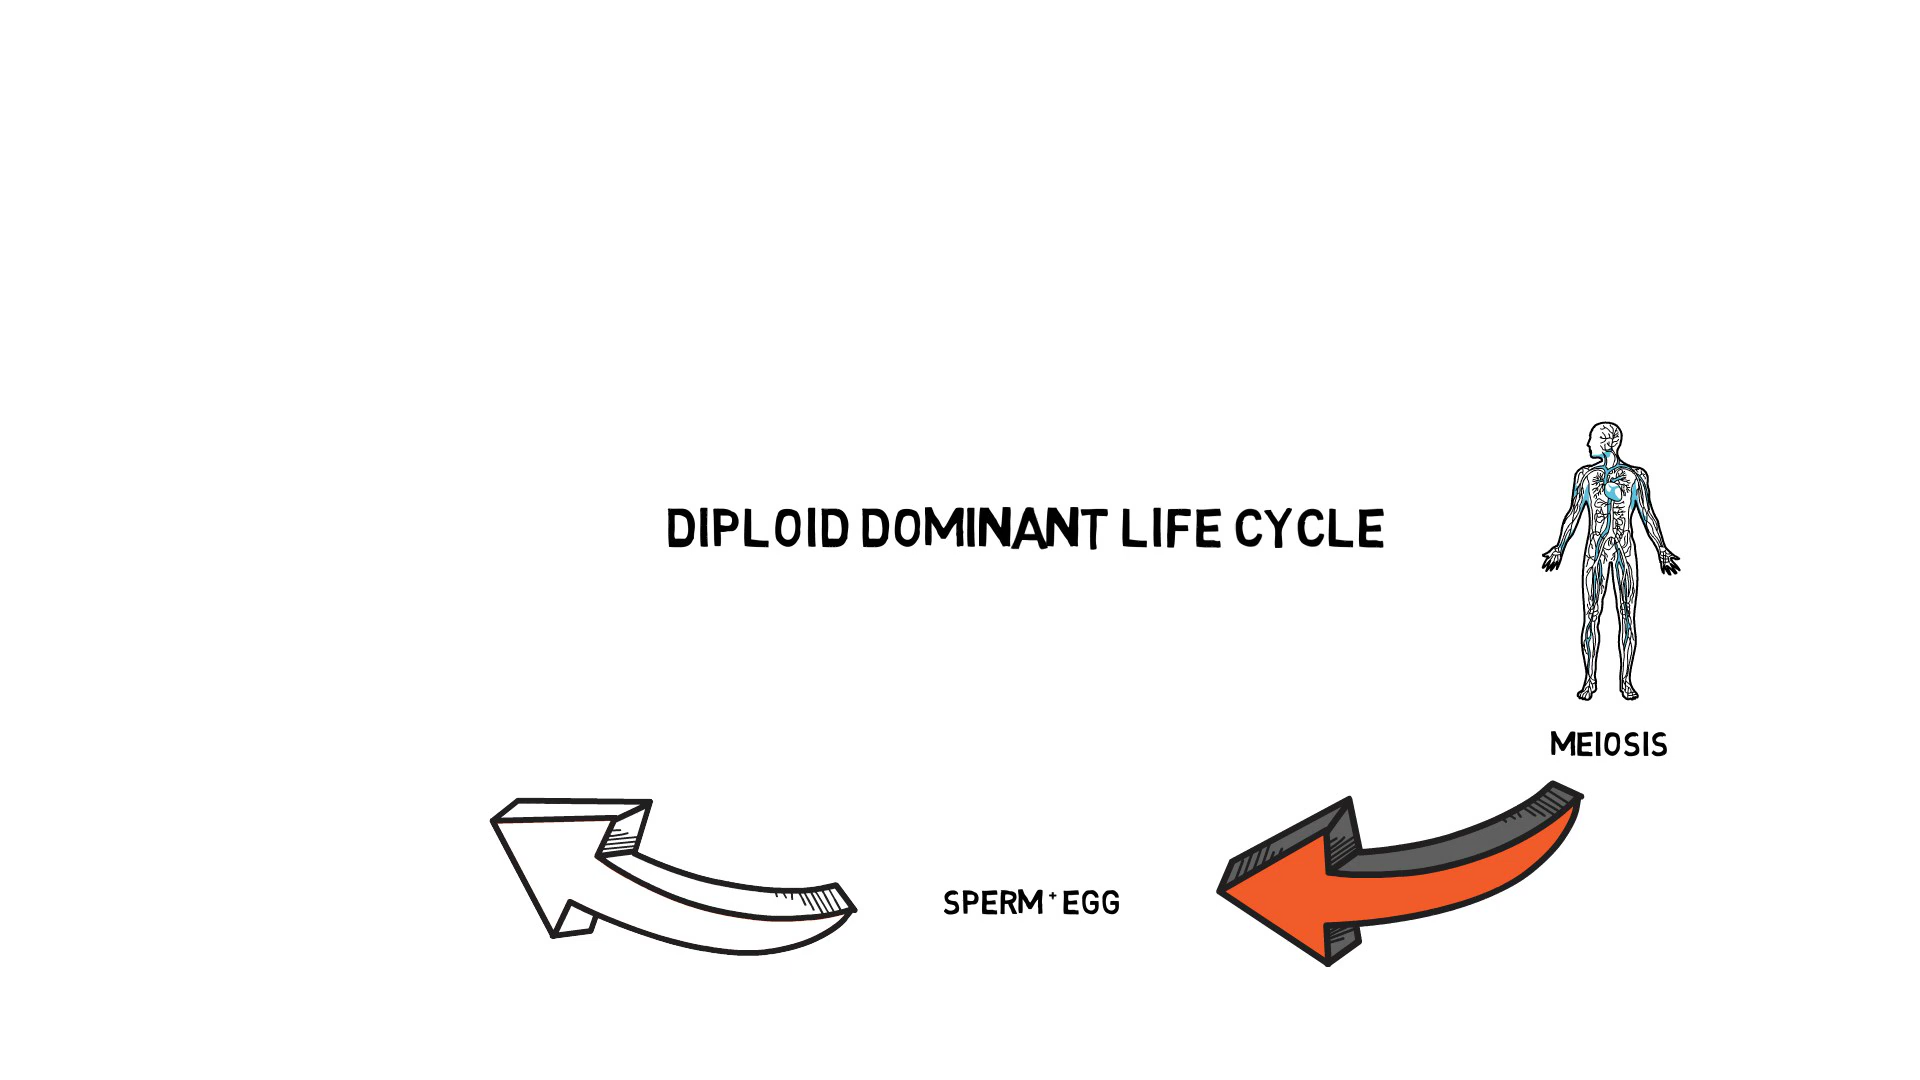 DIPLOID DOMINANT LIFE CYCLE
MEIOSIS
SPERM + EGG